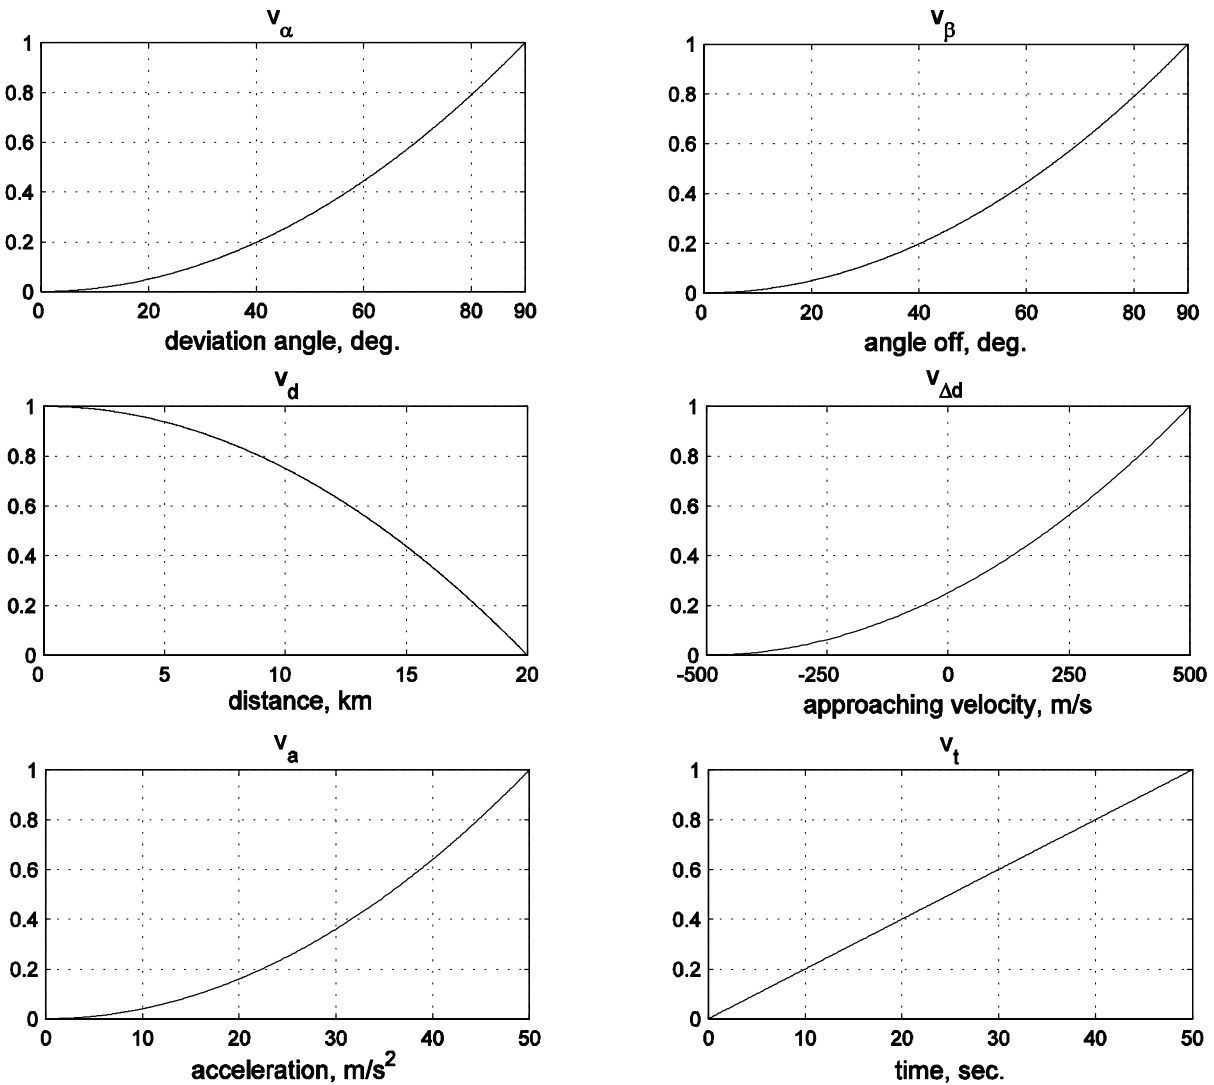 vα
1
0.8
0.6
0.4
0.2
0
0 20 40 60 80 90
deviation angle, deg.
vβ
1
0.8
0.6
0.4
0.2
0
0 20 40 60 80 90
angle off, deg.
vd
1
0.8
0.6
0.4
0.2
0
0 5 10 15 20
distance, km
vΔd
1
0.8
0.6
0.4
0.2
0
-500 -250 0 250 500
approaching velocity, m/s
va
1
0.8
0.6
0.4
0.2
0
0 10 20 30 40 50
acceleration, m/s²
vt
1
0.8
0.6
0.4
0.2
0
0 10 20 30 40 50
time, sec.